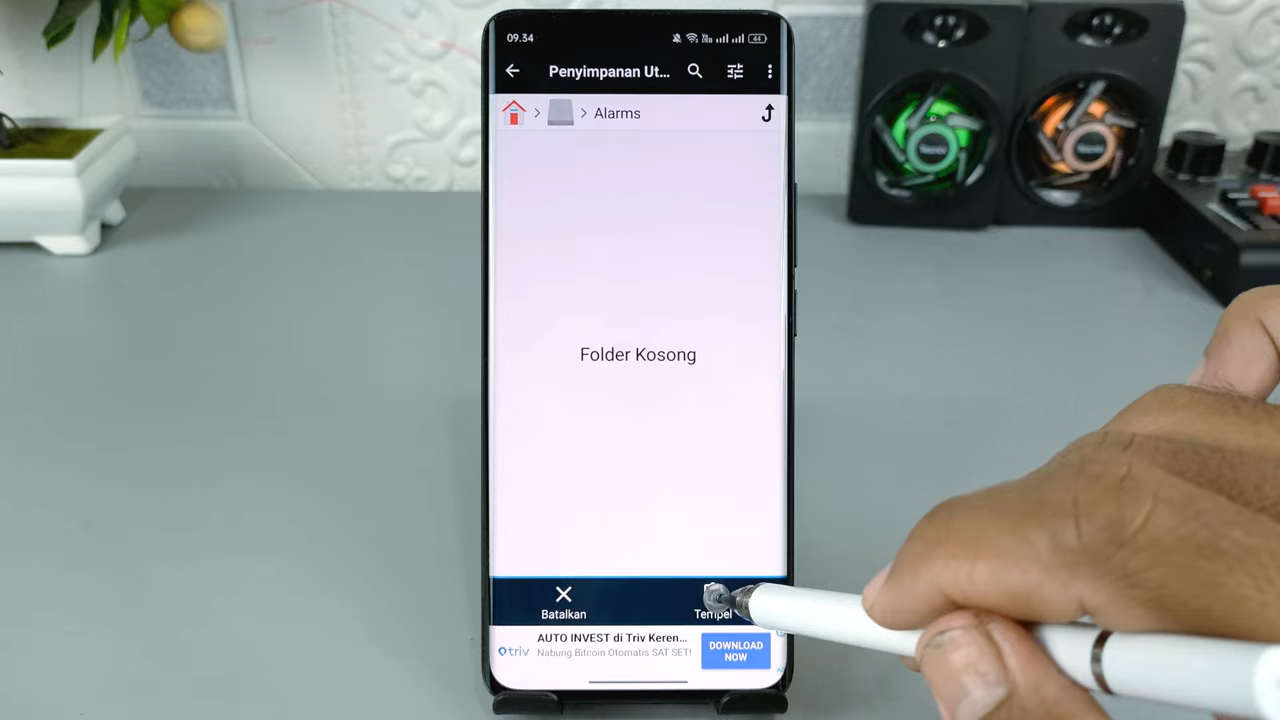 09.34
44
Penyimpanan Ut...
Alarms
Folder Kosong
Batalkan
Tempel
AUTO INVEST di Triv Keren...
triv
Nabung Bitcoin Otomatis SAT SET!
DOWNLOAD
NOW